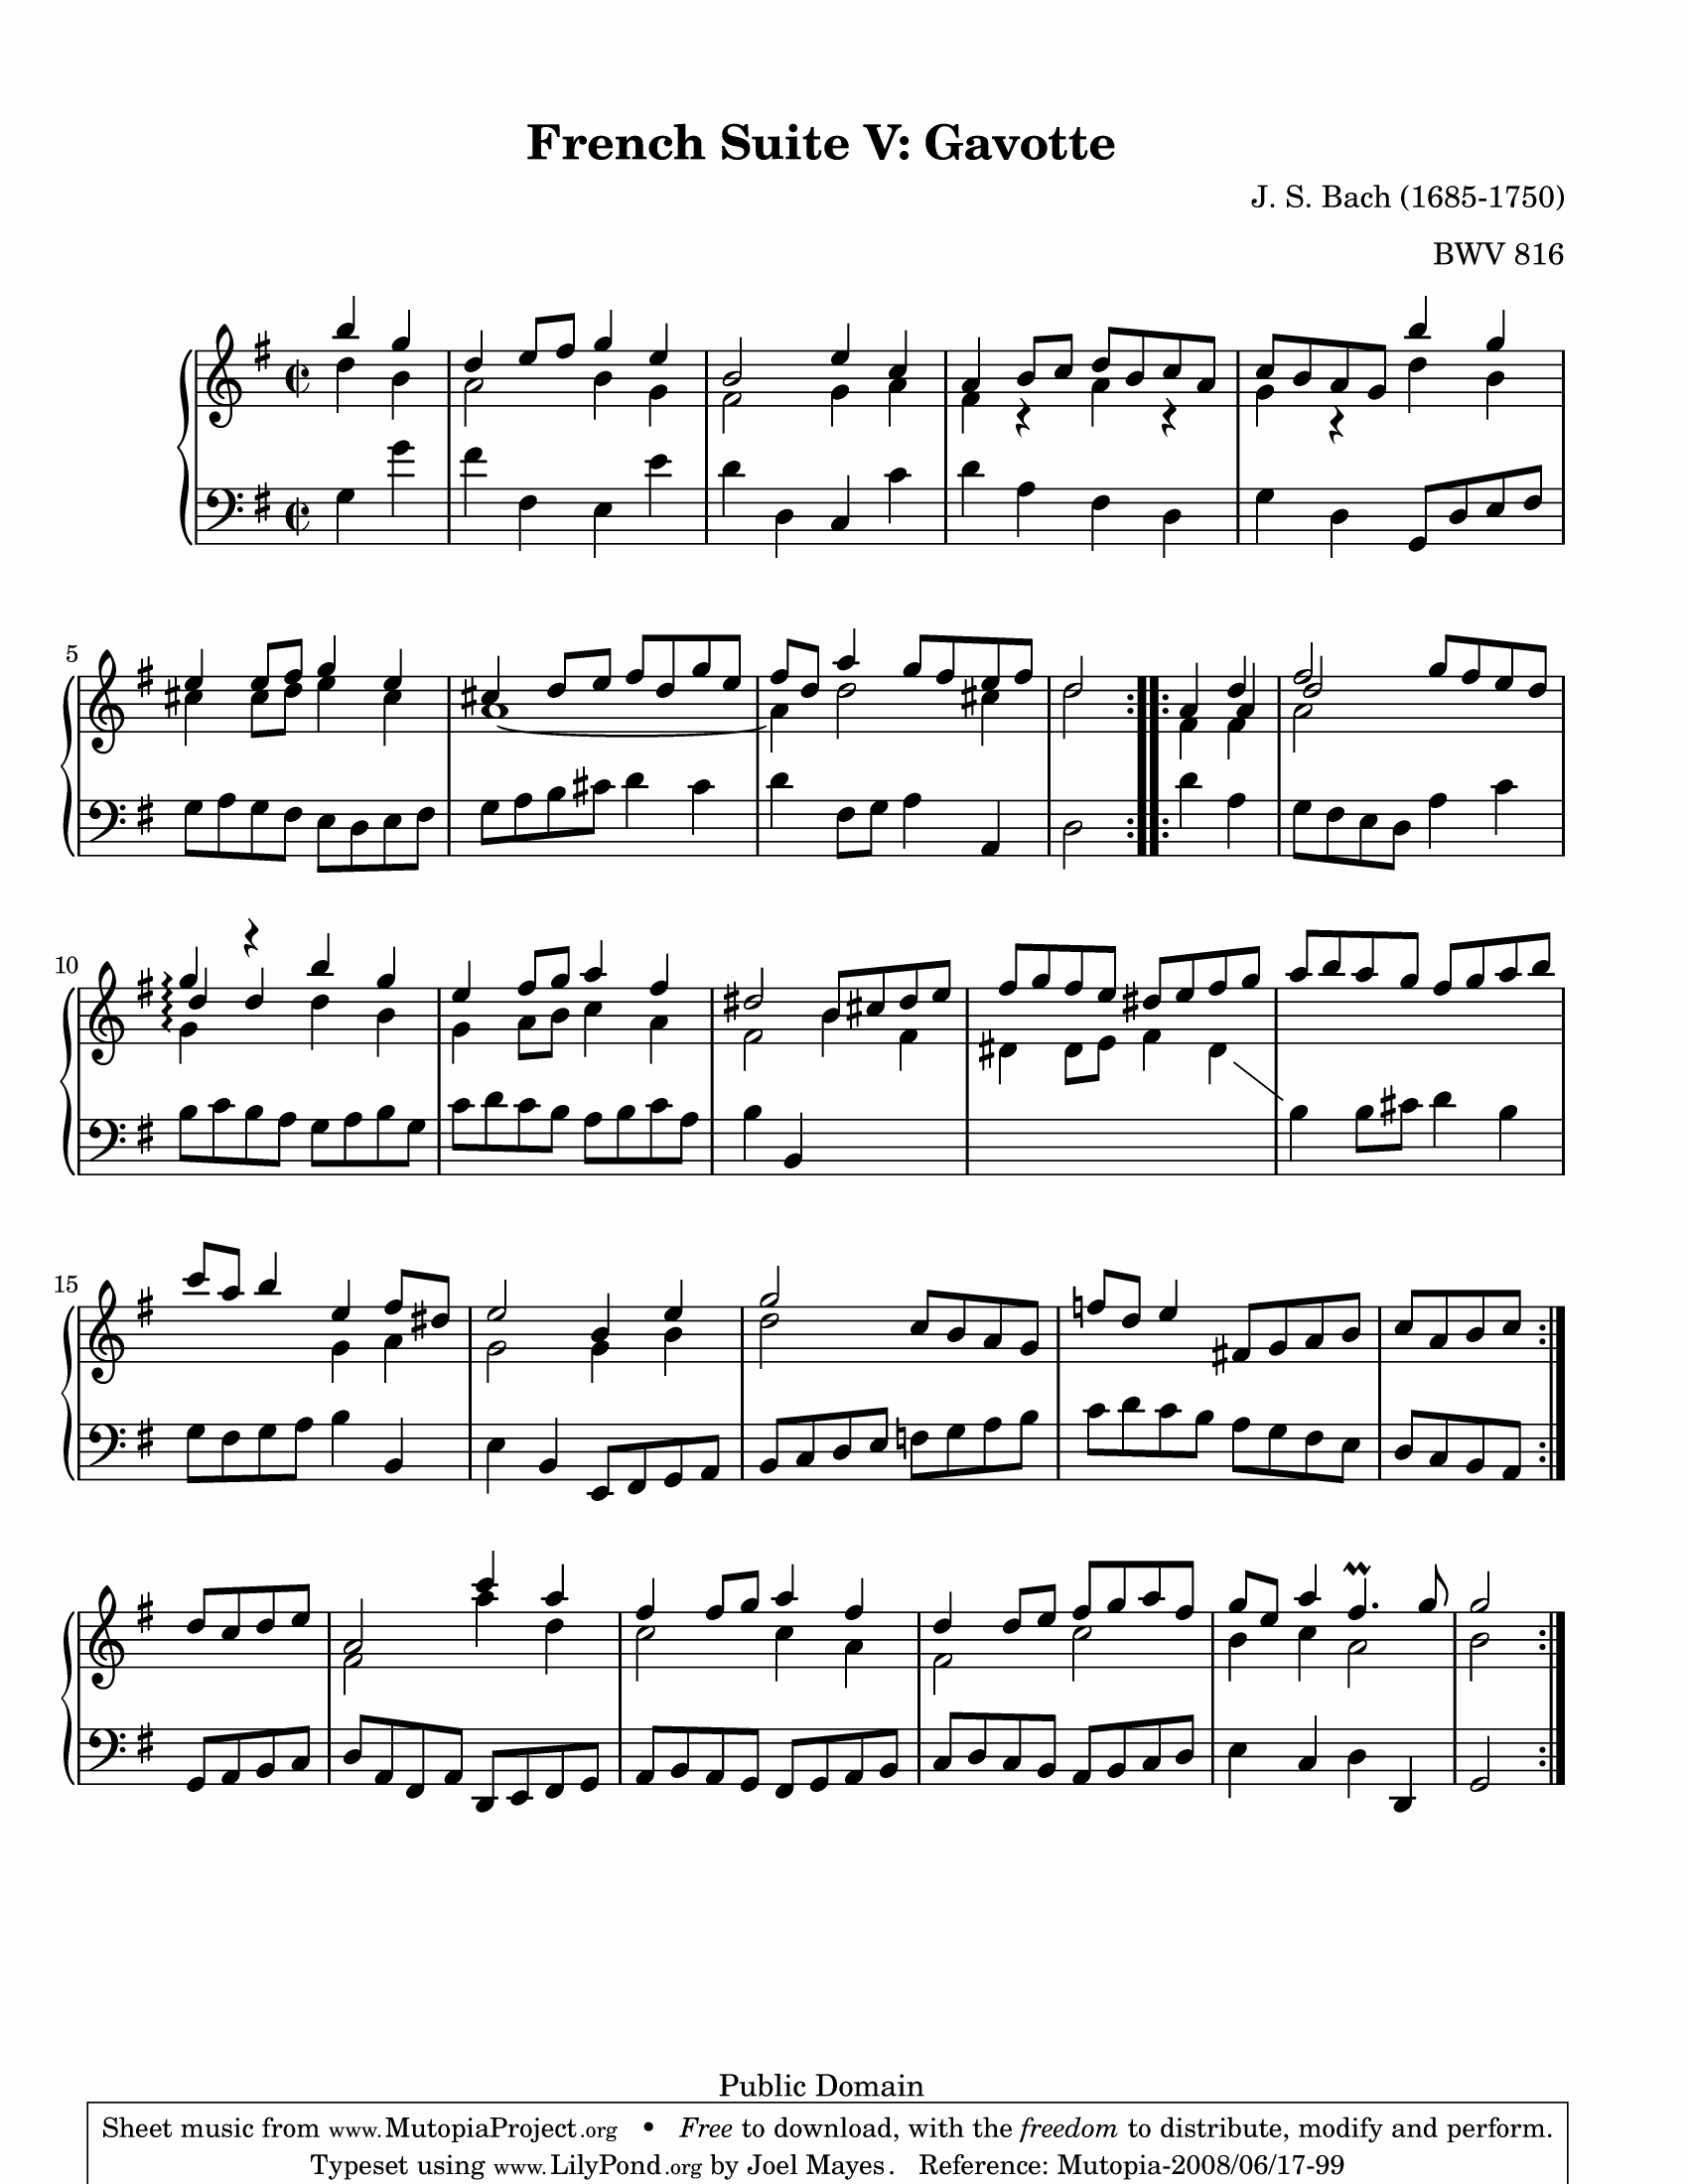 French Suite V: Gavotte
J. S. Bach (1685-1750)
BWV 816
5
10
15
Public Domain
Sheet music from www.MutopiaProject.org • Free to download, with the freedom to distribute, modify and perform.
Typeset using www.LilyPond.org by Joel Mayes. Reference: Mutopia-2008/06/17-99